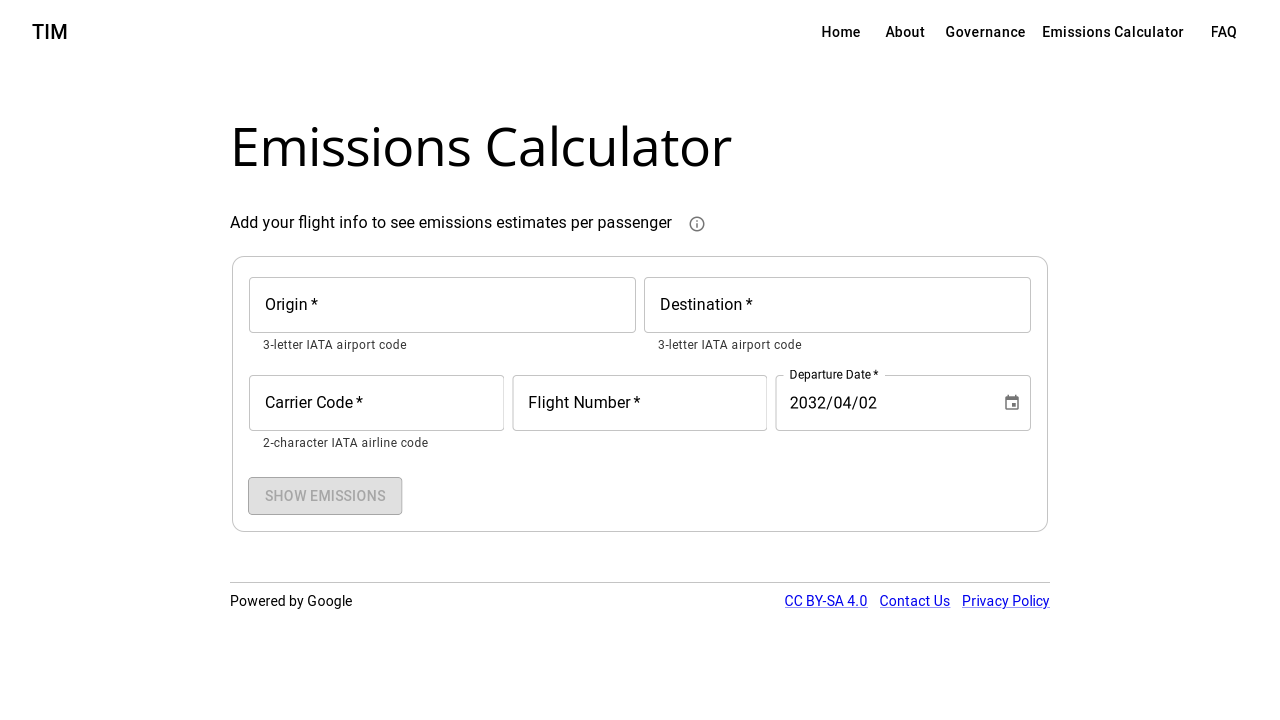 TIM
Home About Governance Emissions Calculator FAQ
Emissions Calculator
Add your flight info to see emissions estimates per passenger
Origin *
Destination *
3-letter IATA airport code
3-letter IATA airport code
Carrier Code *
Flight Number *
Departure Date *
2032/04/02
2-character IATA airline code
SHOW EMISSIONS
Powered by Google
CC BY-SA 4.0 Contact Us Privacy Policy